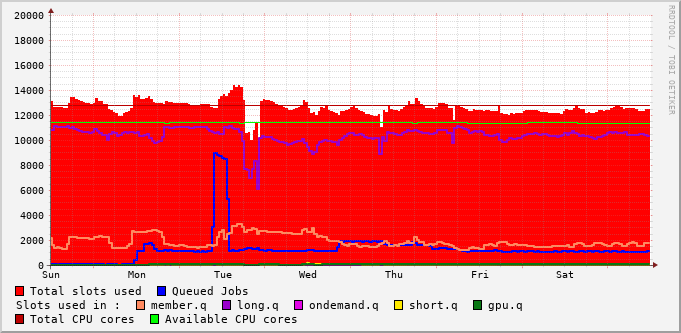 20000
18000
16000
14000
12000
10000
8000
6000
4000
2000
0
Sun Mon Tue Wed Thu Fri Sat
RRDTOOL / TOBI OETIKER
Total slots used Queued Jobs
Slots used in : member.q long.q ondemand.q short.q gpu.q
Total CPU cores Available CPU cores